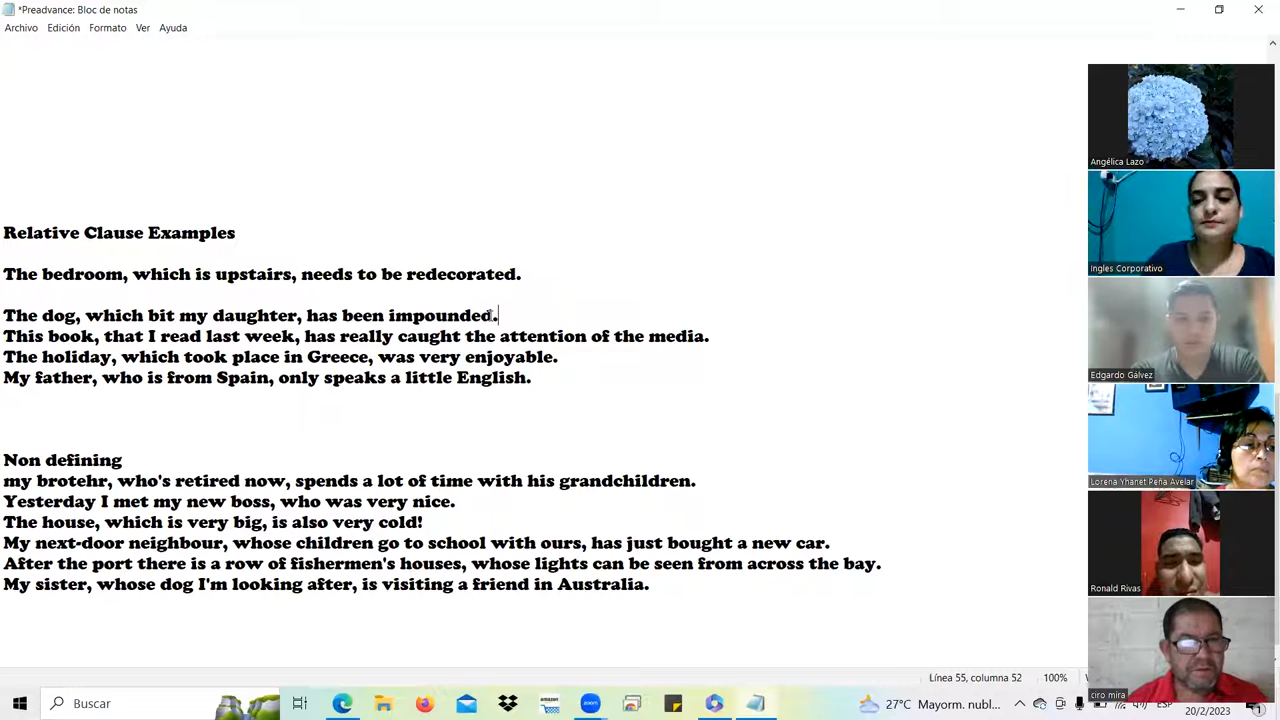 *Preadvance: Bloc de notas
Archivo Edición Formato Ver Ayuda
Relative Clause Examples
The bedroom, which is upstairs, needs to be redecorated.
The dog, which bit my daughter, has been impounded.
This book, that I read last week, has really caught the attention of the media.
The holiday, which took place in Greece, was very enjoyable.
My father, who is from Spain, only speaks a little English.
Non defining
my brotehr, who's retired now, spends a lot of time with his grandchildren.
Yesterday I met my new boss, who was very nice.
The house, which is very big, is also very cold!
My next-door neighbour, whose children go to school with ours, has just bought a new car.
After the port there is a row of fishermen's houses, whose lights can be seen from across the bay.
My sister, whose dog I'm looking after, is visiting a friend in Australia.
Angélica Lazo
Ingles Corporativo
Edgardo Gálvez
Lorena Yhanet Peña Avelar
Ronald Rivas
ciro mira
Línea 55, columna 52 100%
Buscar
amazon
zoom
27°C Mayorm. nubl...
ESP
20/2/2023
1